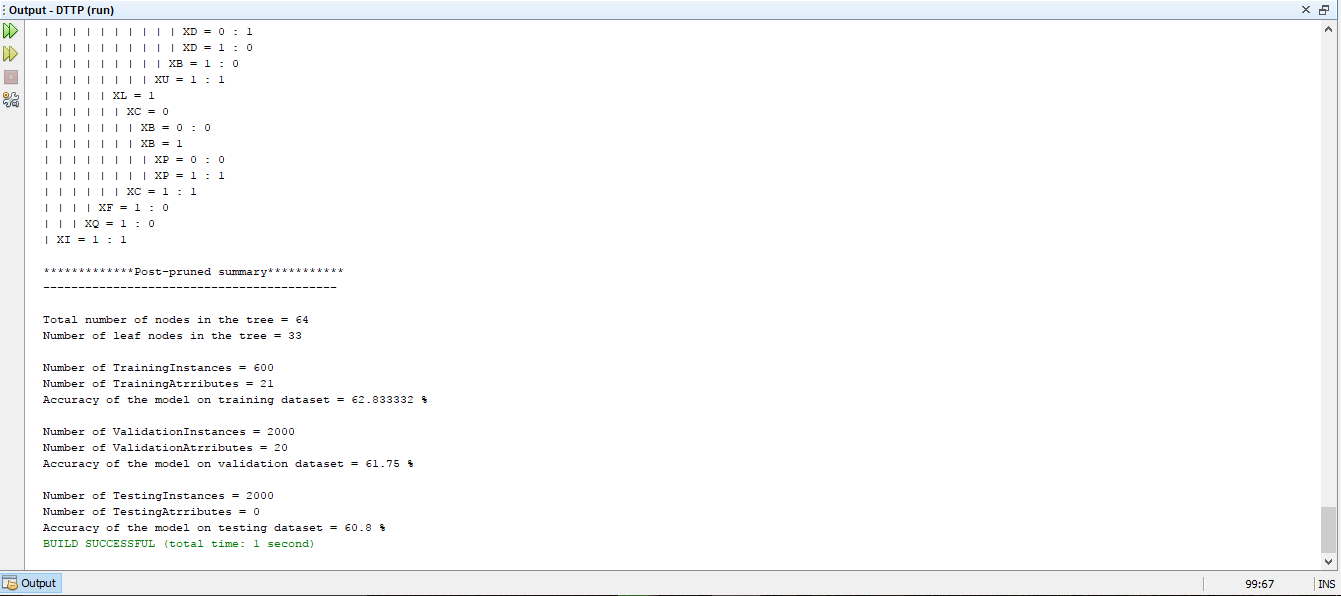 Output - DTTP (run)
| | | | | | | | | | XD = 0 : 1
| | | | | | | | | | XD = 1 : 0
| | | | | | | | | XB = 1 : 0
| | | | | | | | XU = 1 : 1
| | | | | XL = 1
| | | | | | XC = 0
| | | | | | | XB = 0 : 0
| | | | | | | XB = 1
| | | | | | | | XP = 0 : 0
| | | | | | | | XP = 1 : 1
| | | | | | XC = 1 : 1
| | | | XF = 1 : 0
| | | XQ = 1 : 0
| XI = 1 : 1
*************Post-pruned summary***********
------------------------------------------
Total number of nodes in the tree = 64
Number of leaf nodes in the tree = 33
Number of TrainingInstances = 600
Number of TrainingAtrributes = 21
Accuracy of the model on training dataset = 62.833332 %
Number of ValidationInstances = 2000
Number of ValidationAtrributes = 20
Accuracy of the model on validation dataset = 61.75 %
Number of TestingInstances = 2000
Number of TestingAtrributes = 0
Accuracy of the model on testing dataset = 60.8 %
BUILD SUCCESSFUL (total time: 1 second)
Output
99:67
INS